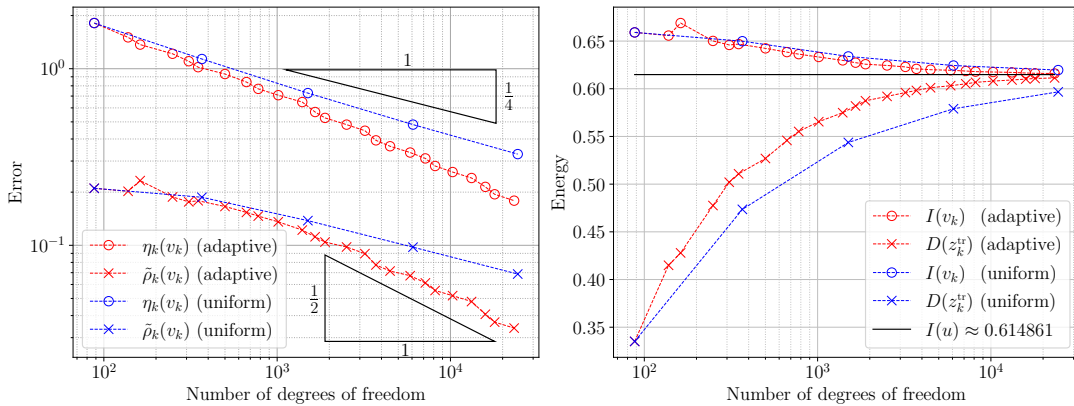 10^0
10^{-1}
Error
1
1/4
1/2
1
η_k(v_k) (adaptive)
ρ̃_k(v_k) (adaptive)
η_k(v_k) (uniform)
ρ̃_k(v_k) (uniform)
10^2
10^3
10^4
Number of degrees of freedom
0.65
0.60
0.55
0.50
0.45
0.40
0.35
Energy
I(v_k) (adaptive)
D(z_k^{tr}) (adaptive)
I(v_k) (uniform)
D(z_k^{tr}) (uniform)
I(u) ≈ 0.614861
10^2
10^3
10^4
Number of degrees of freedom